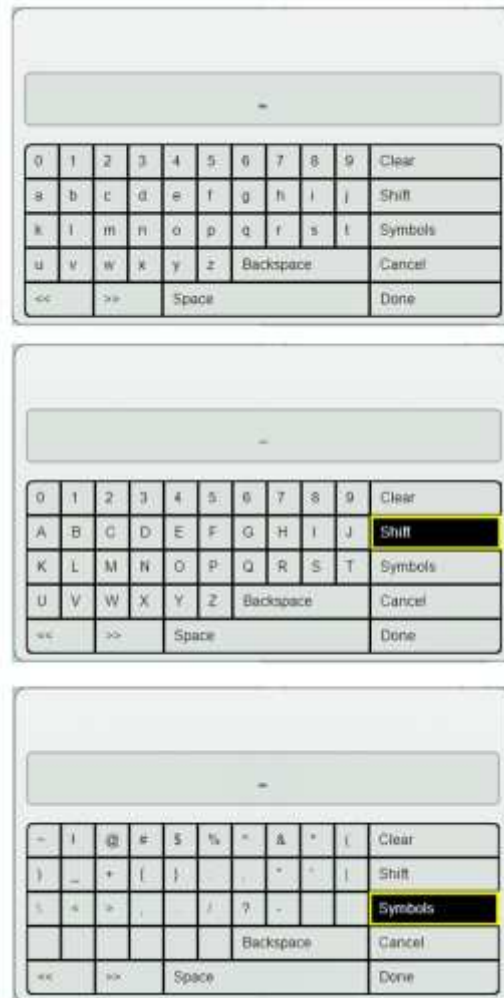 -
0 1 2 3 4 5 6 7 8 9 Clear
a b c d e f g h i j Shift
k l m n o p q r s t Symbols
u v w x y z Backspace Cancel
<< >> Space Done
-
0 1 2 3 4 5 6 7 8 9 Clear
A B C D E F G H I J Shift
K L M N O P Q R S T Symbols
U V W X Y Z Backspace Cancel
<< >> Space Done
-
~ ! @ # $ % ^ & * ( Clear
) _ + { } Shift
\ < > / ? - Symbols
Backspace Cancel
<< >> Space Done